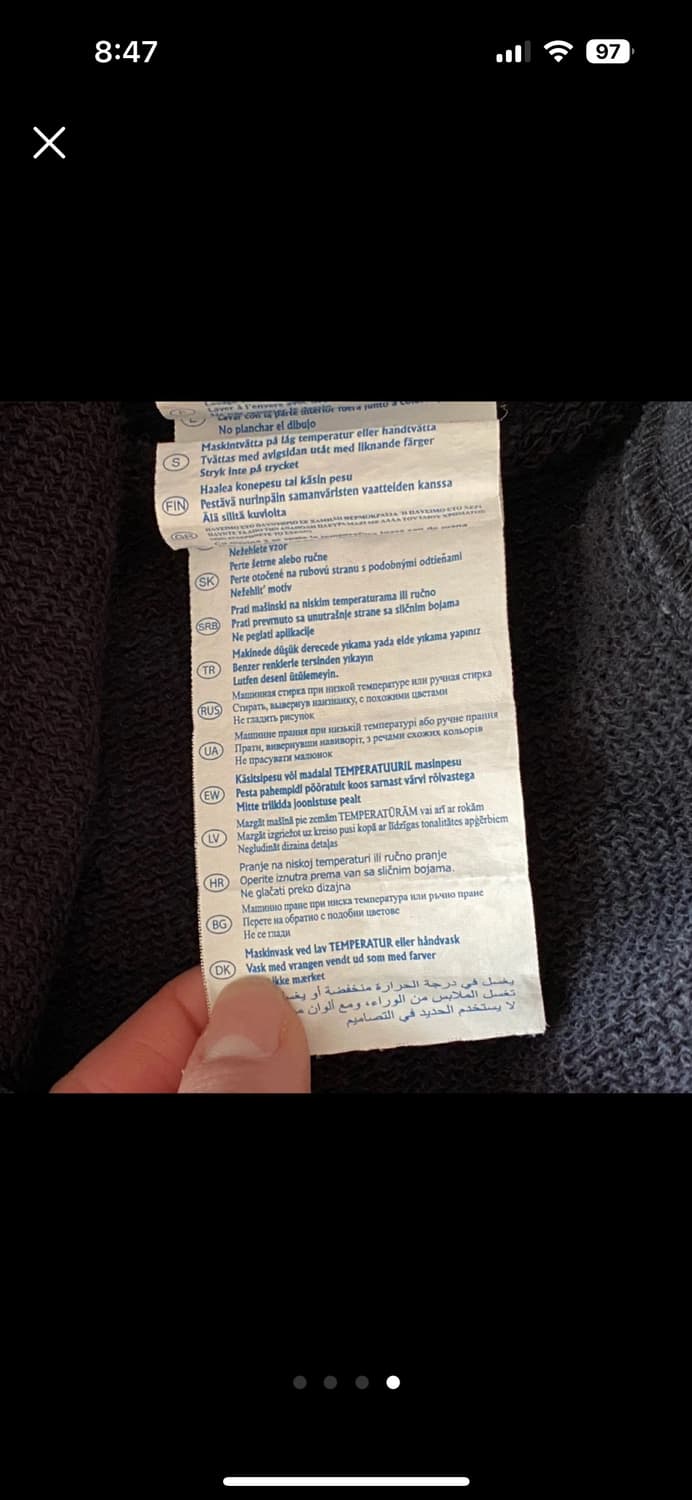 8:47
97
No planchar el dibujo
S
Maskintvätta på låg temperatur eller handtvätta
Tvättas med avigsidan utåt med liknande färger
Stryk inte på trycket
FIN
Haalea konepesu tai käsin pesu
Pestävä nurinpäin samanväristen vaatteiden kanssa
Älä silitä kuviolta
GR
Nežehlete vzor
SK
Perte šetrne alebo ručne
Perte otočené na rubovú stranu s podobnými odtieňami
Nežehliť motív
SRB
Prati mašinski na niskim temperaturama ili ručno
Prati prevrnuto sa unutrašnje strane sa sličnim bojama
Ne peglati aplikacije
TR
Makinede düşük derecede yıkama yada elde yıkama yapınız
Benzer renklerle tersinden yıkayın
Lutfen deseni ütülemeyin.
RUS
Машинная стирка при низкой температуре или ручная стирка
Стирать, вывернув наизнанку, с похожими цветами
Не гладить рисунок
UA
Машинне прання при низькій температурі або ручне прання
Прати, вивернувши навиворіт, з речами схожих кольорів
Не прасувати малюнок
EW
Käsitsipesu või madalal TEMPERATUURIL masinpesu
Pesta pahempidi pööratult koos sarnast värvi rõivastega
Mitte triikida joonistuse pealt
LV
Mazgāt mašīnā pie zemām TEMPERATŪRĀM vai arī ar rokām
Mazgāt izgriežot uz kreiso pusi kopā ar līdzīgas tonalitātes apģērbiem
Negludināt dizaina detaļas
HR
Pranje na niskoj temperaturi ili ručno pranje
Operite iznutra prema van sa sličnim bojama.
Ne glačati preko dizajna
BG
Машинно пране при ниска температура или ръчно пране
Перете на обратно с подобни цветове
Не се глади
DK
Maskinvask ved lav TEMPERATUR eller håndvask
Vask med vrangen vendt ud som med farver
ikke mærket
يغسل في درجة الحرارة منخفضة أو
تغسل الملابس من الوراء، ومع ألوان
لا يستخدم الحديد في التصاميم